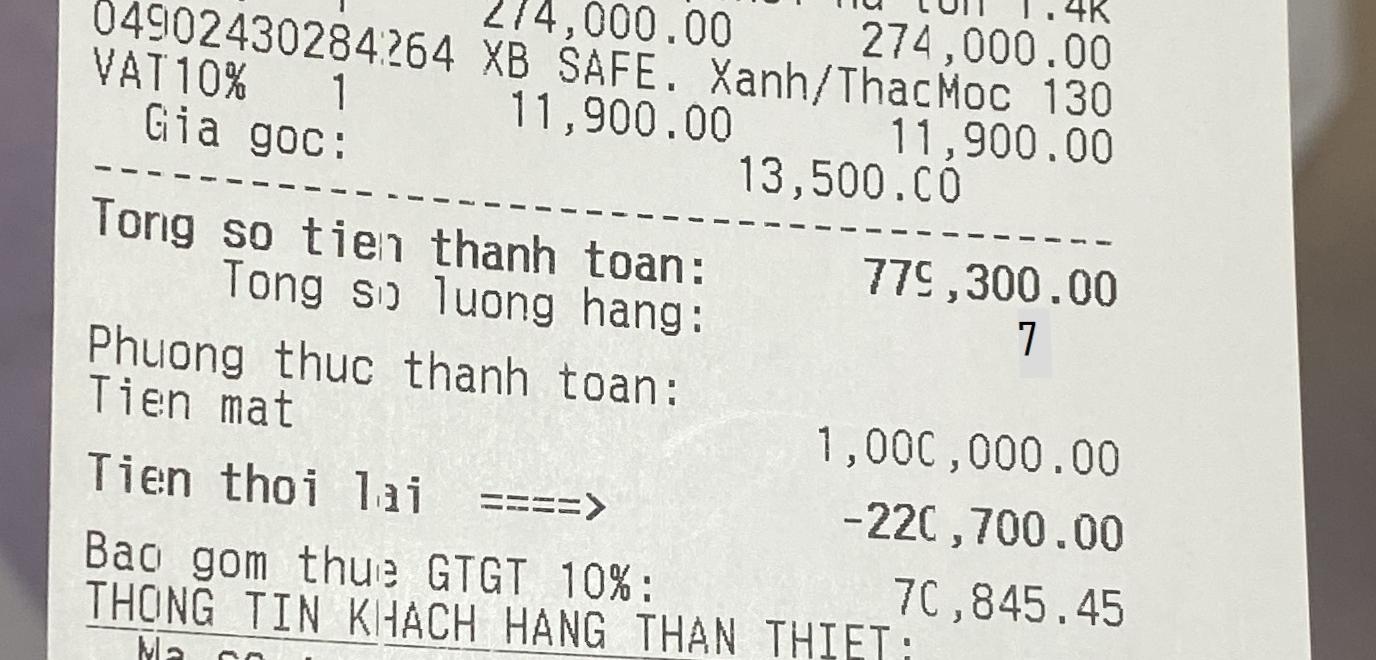 1.4K
274,000.00 274,000.00
04902430284264 XB SAFE. Xanh/ThacMoc 130
VAT10% 1 11,900.00 11,900.00
Gia goc: 13,500.00
--------------------------------
Tong so tien thanh toan: 779,300.00
Tong so luong hang: 7
Phuong thuc thanh toan:
Tien mat 1,000,000.00
Tien thoi lai ====> -220,700.00
Bao gom thue GTGT 10%: 70,845.45
THONG TIN KHACH HANG THAN THIET: